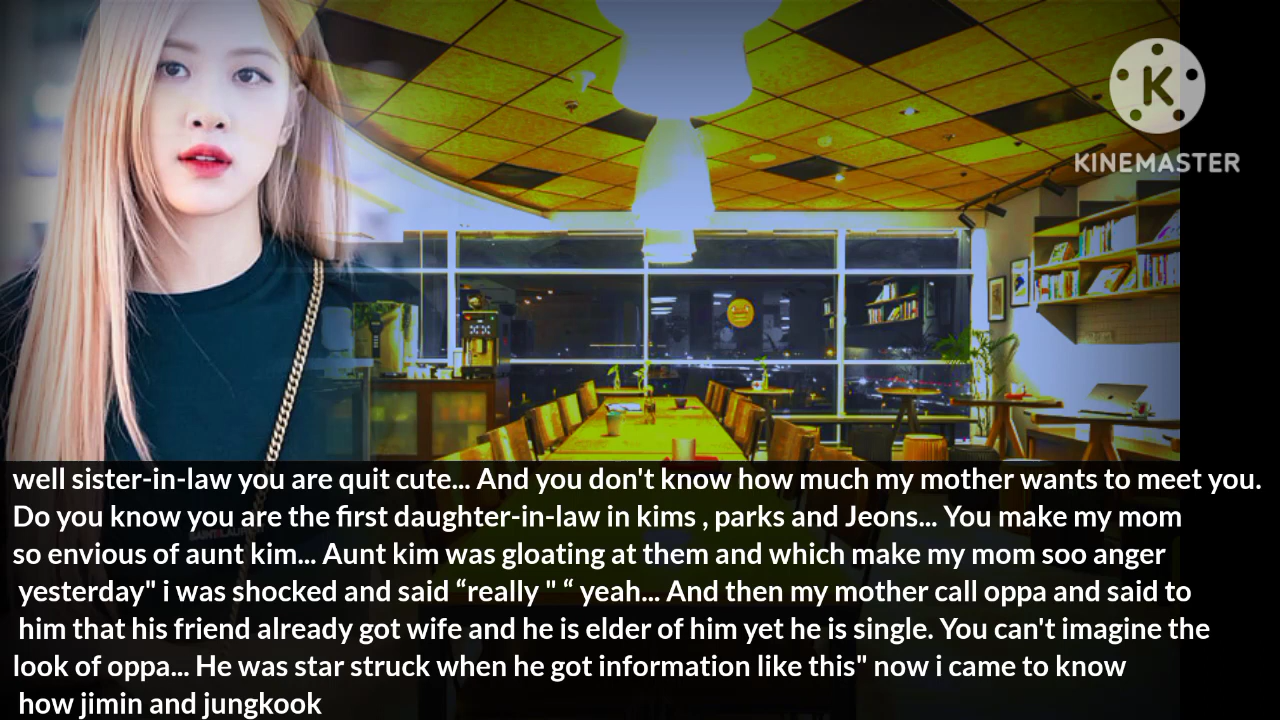 KINEMASTER
well sister-in-law you are quit cute... And you don't know how much my mother wants to meet you.
Do you know you are the first daughter-in-law in kims , parks and Jeons... You make my mom
so envious of aunt kim... Aunt kim was gloating at them and which make my mom soo anger
yesterday" i was shocked and said “really " “ yeah... And then my mother call oppa and said to
him that his friend already got wife and he is elder of him yet he is single. You can't imagine the
look of oppa... He was star struck when he got information like this" now i came to know
how jimin and jungkook